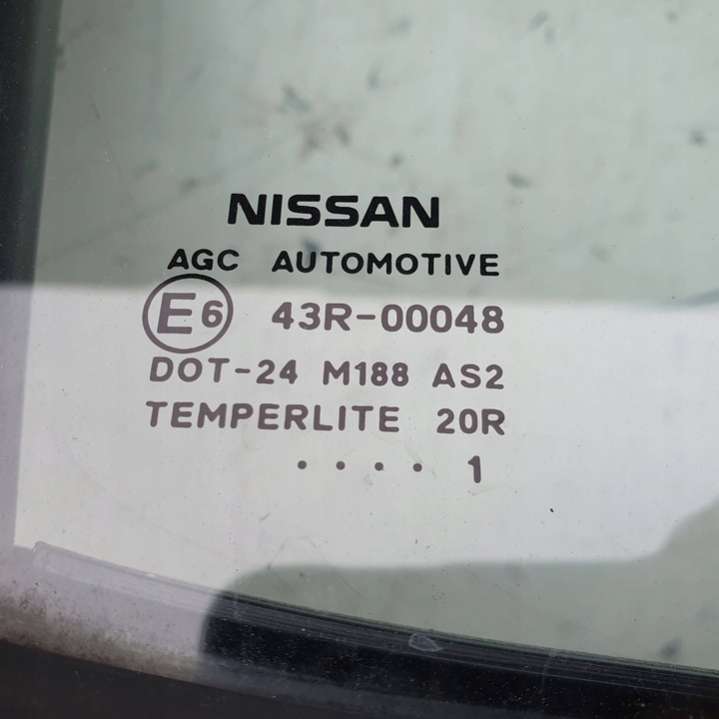 NISSAN
AGC AUTOMOTIVE
E6 43R-00048
DOT-24 M188 AS2
TEMPERLITE 20R
.... 1